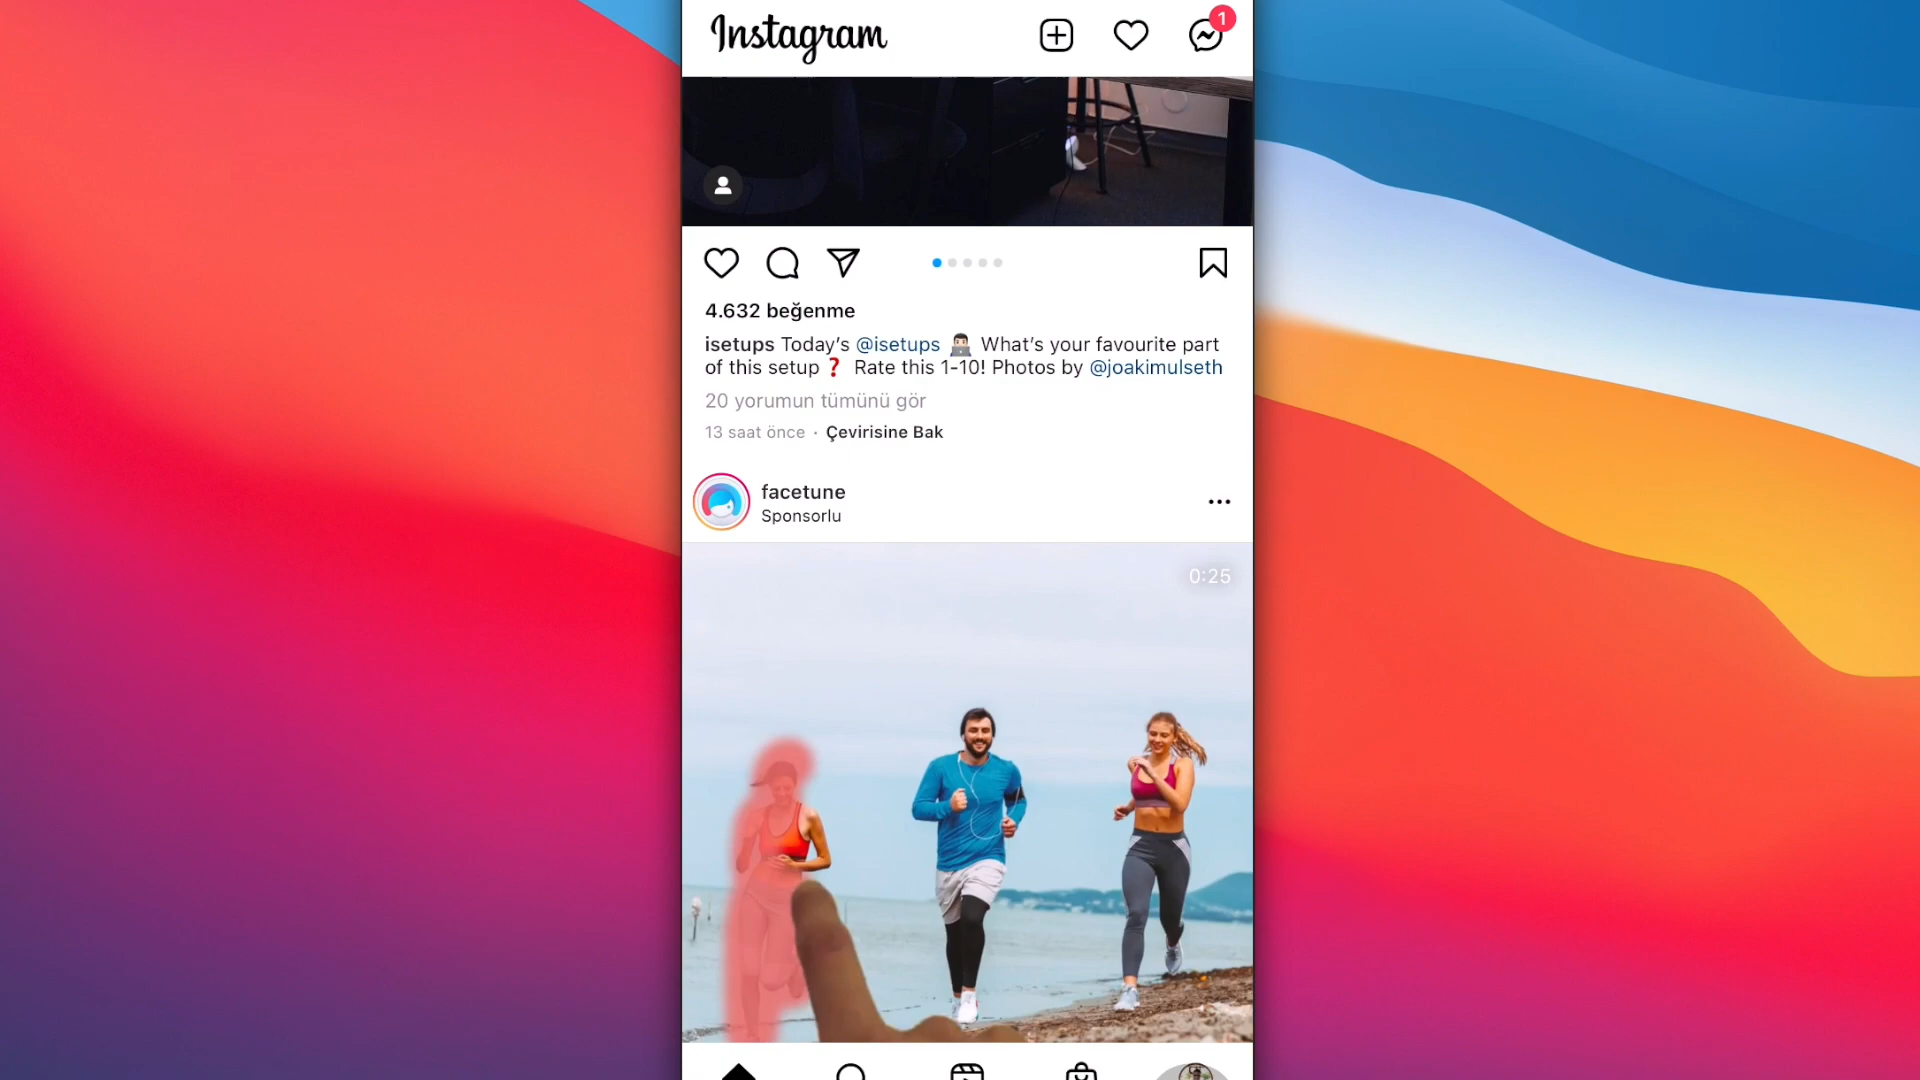 Instagram
1
4.632 beğenme
isetups Today’s @isetups 👨🏻‍💻 What’s your favourite part
of this setup ❓ Rate this 1-10! Photos by @joakimulseth
20 yorumun tümünü gör
13 saat önce · Çevirisine Bak
facetune
Sponsorlu
0:25